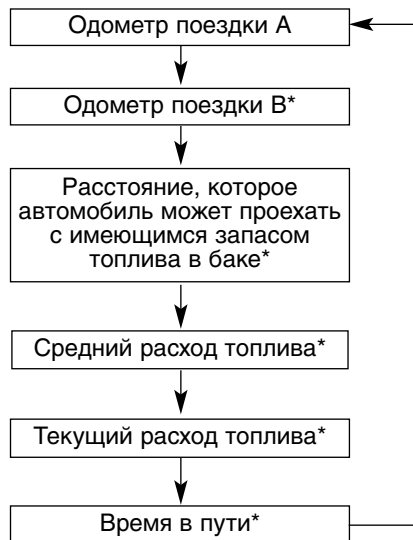 Одометр поездки А
Одометр поездки В*
Расстояние, которое
автомобиль может проехать
с имеющимся запасом
топлива в баке*
Средний расход топлива*
Текущий расход топлива*
Время в пути*